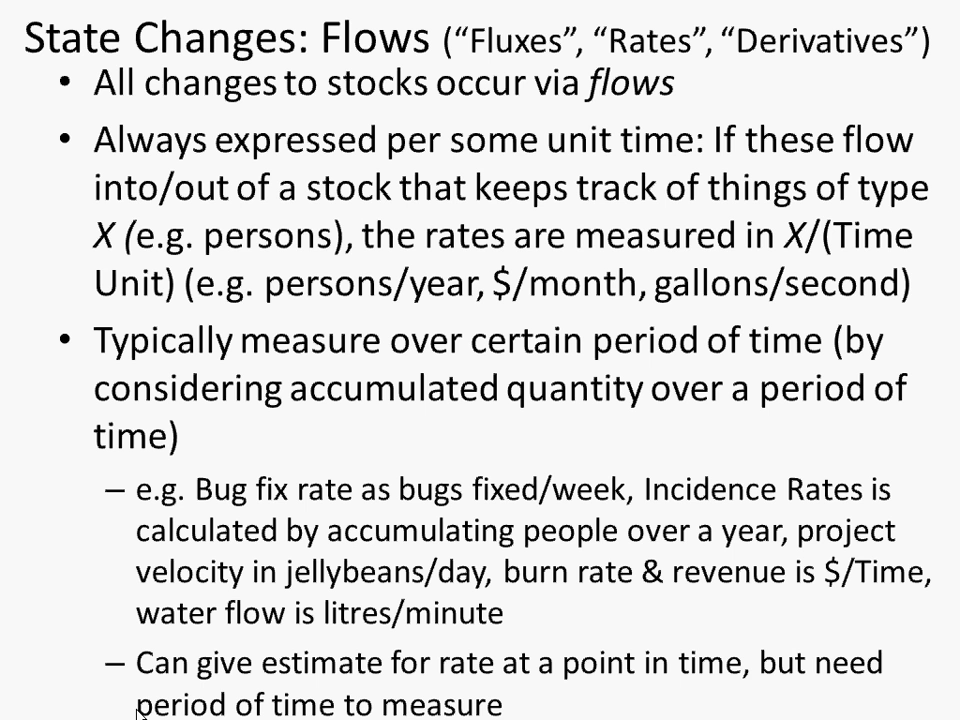 State Changes: Flows (“Fluxes”, “Rates”, “Derivatives”)
• All changes to stocks occur via flows
• Always expressed per some unit time: If these flow
into/out of a stock that keeps track of things of type
X (e.g. persons), the rates are measured in X/(Time
Unit) (e.g. persons/year, $/month, gallons/second)
• Typically measure over certain period of time (by
considering accumulated quantity over a period of
time)
– e.g. Bug fix rate as bugs fixed/week, Incidence Rates is
calculated by accumulating people over a year, project
velocity in jellybeans/day, burn rate & revenue is $/Time,
water flow is litres/minute
– Can give estimate for rate at a point in time, but need
period of time to measure